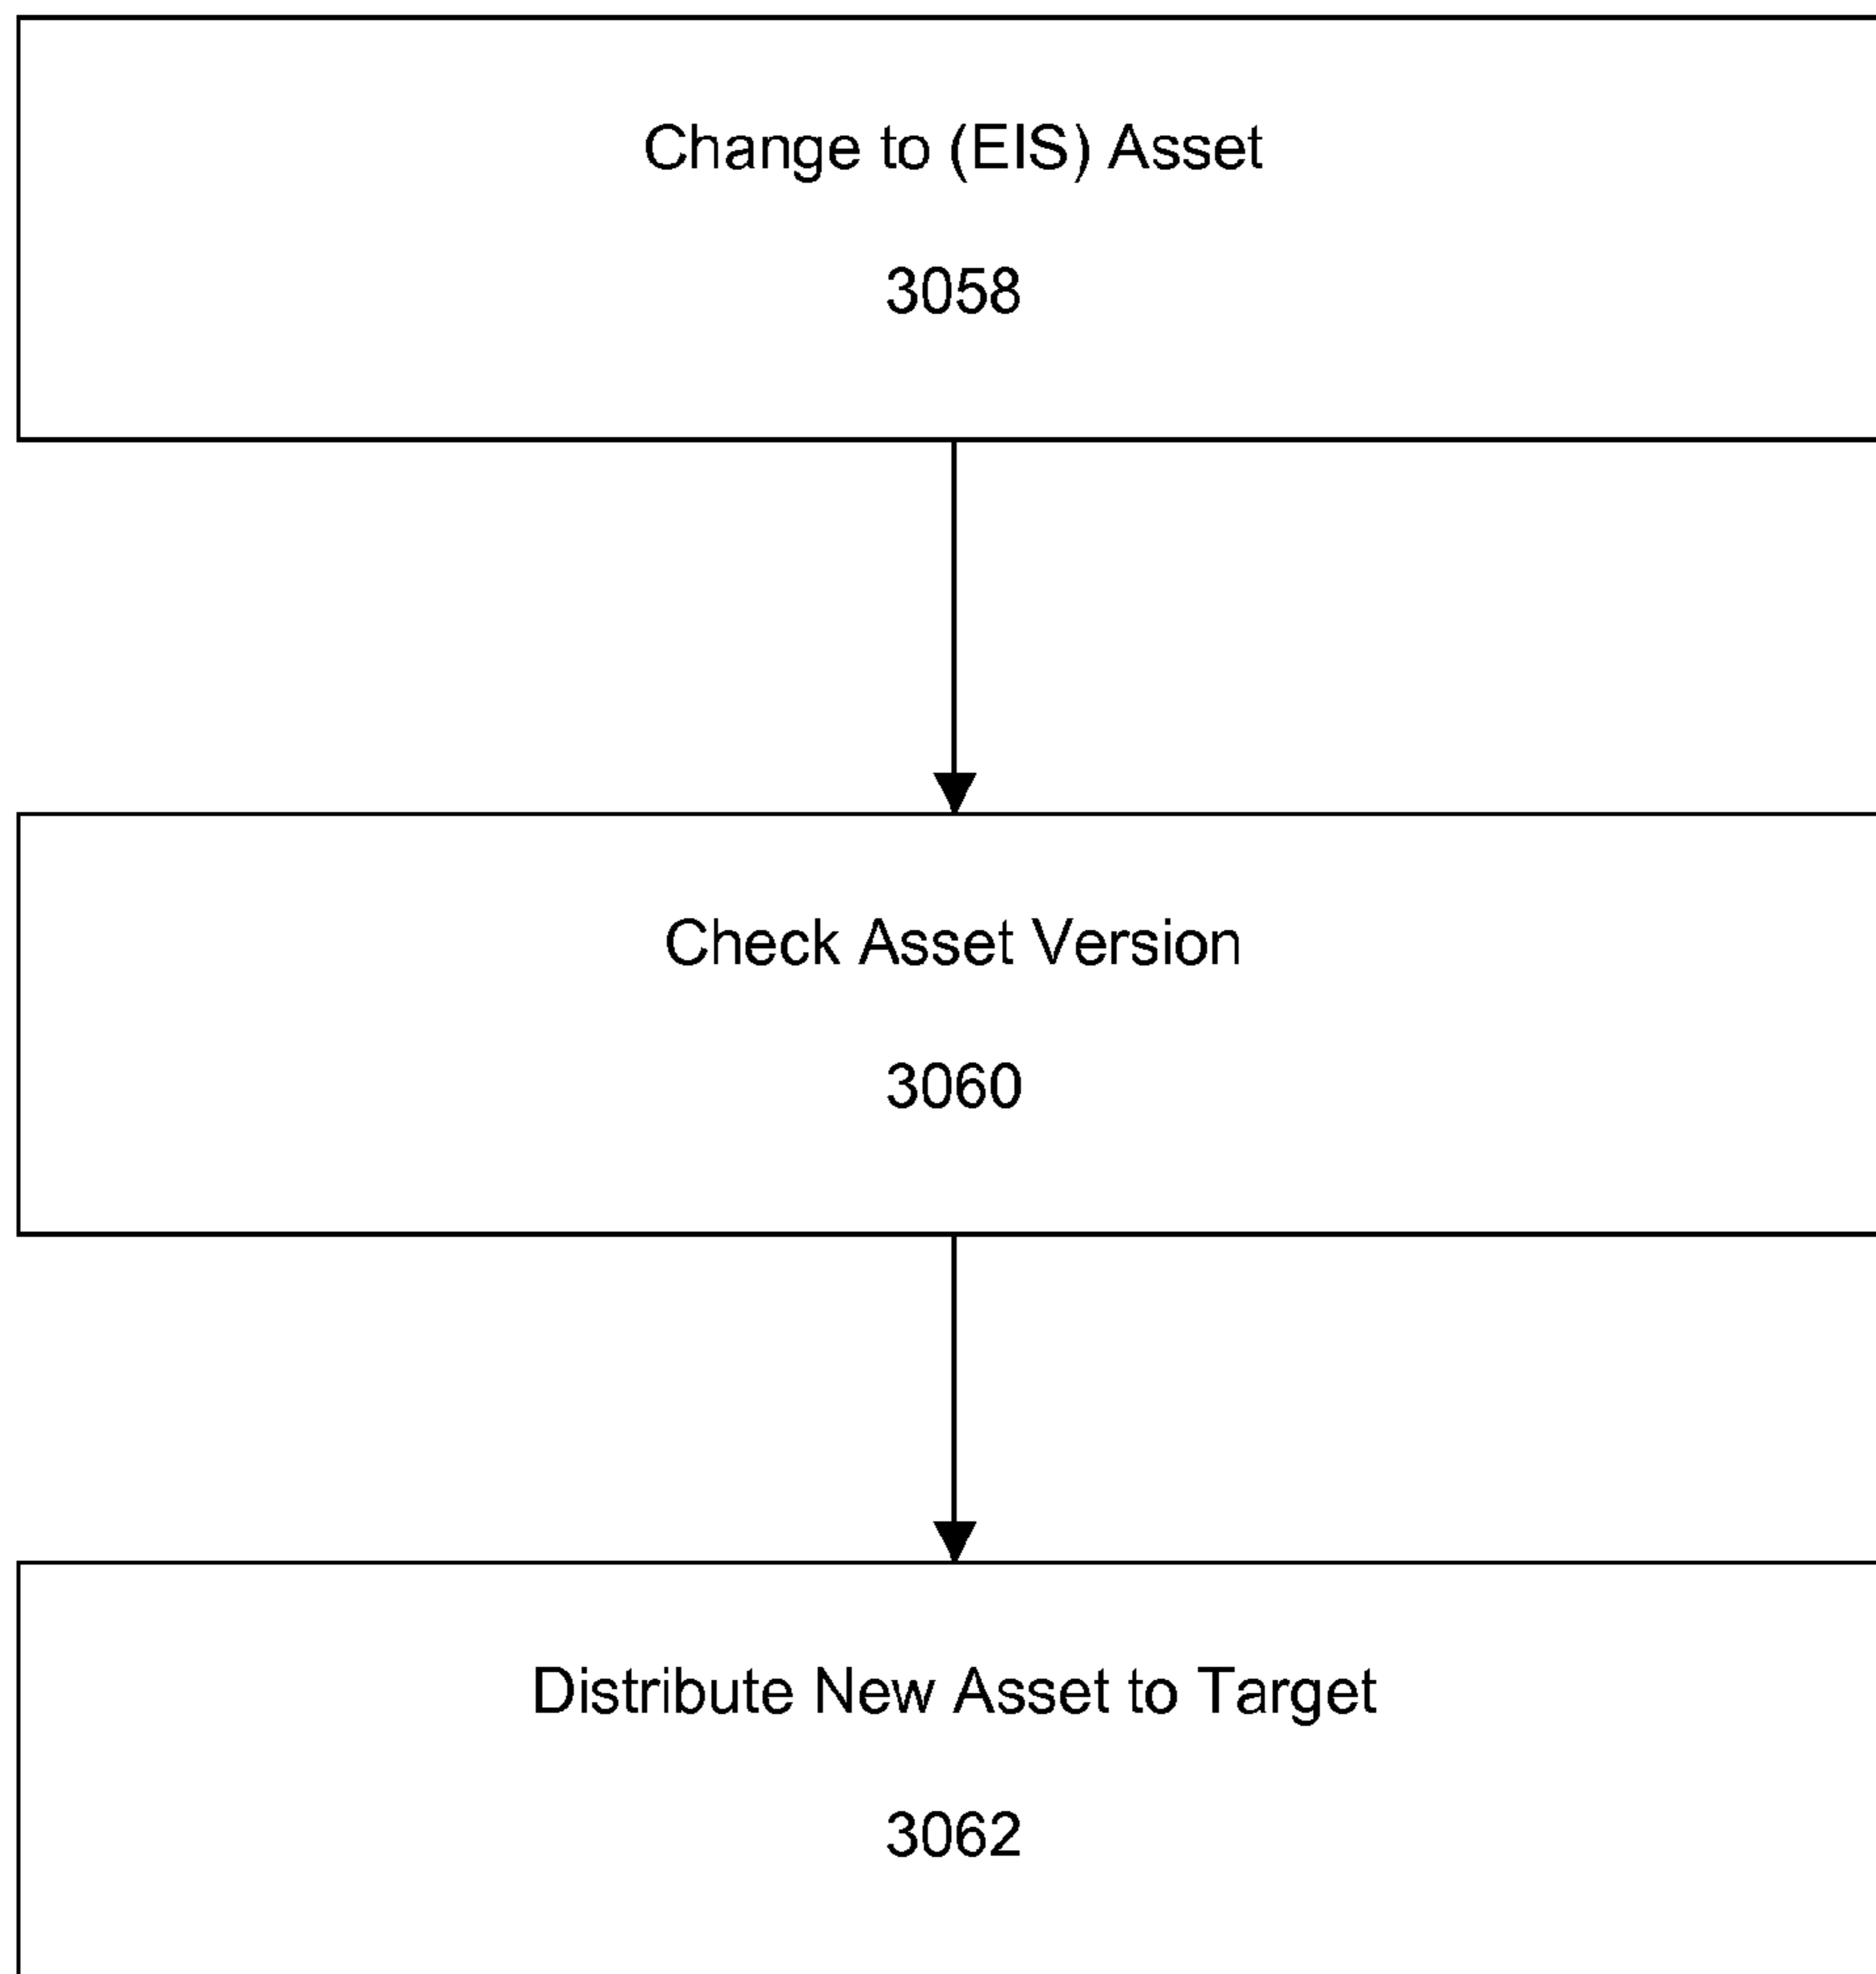 Change to (EIS) Asset
3058
Check Asset Version
3060
Distribute New Asset to Target
3062